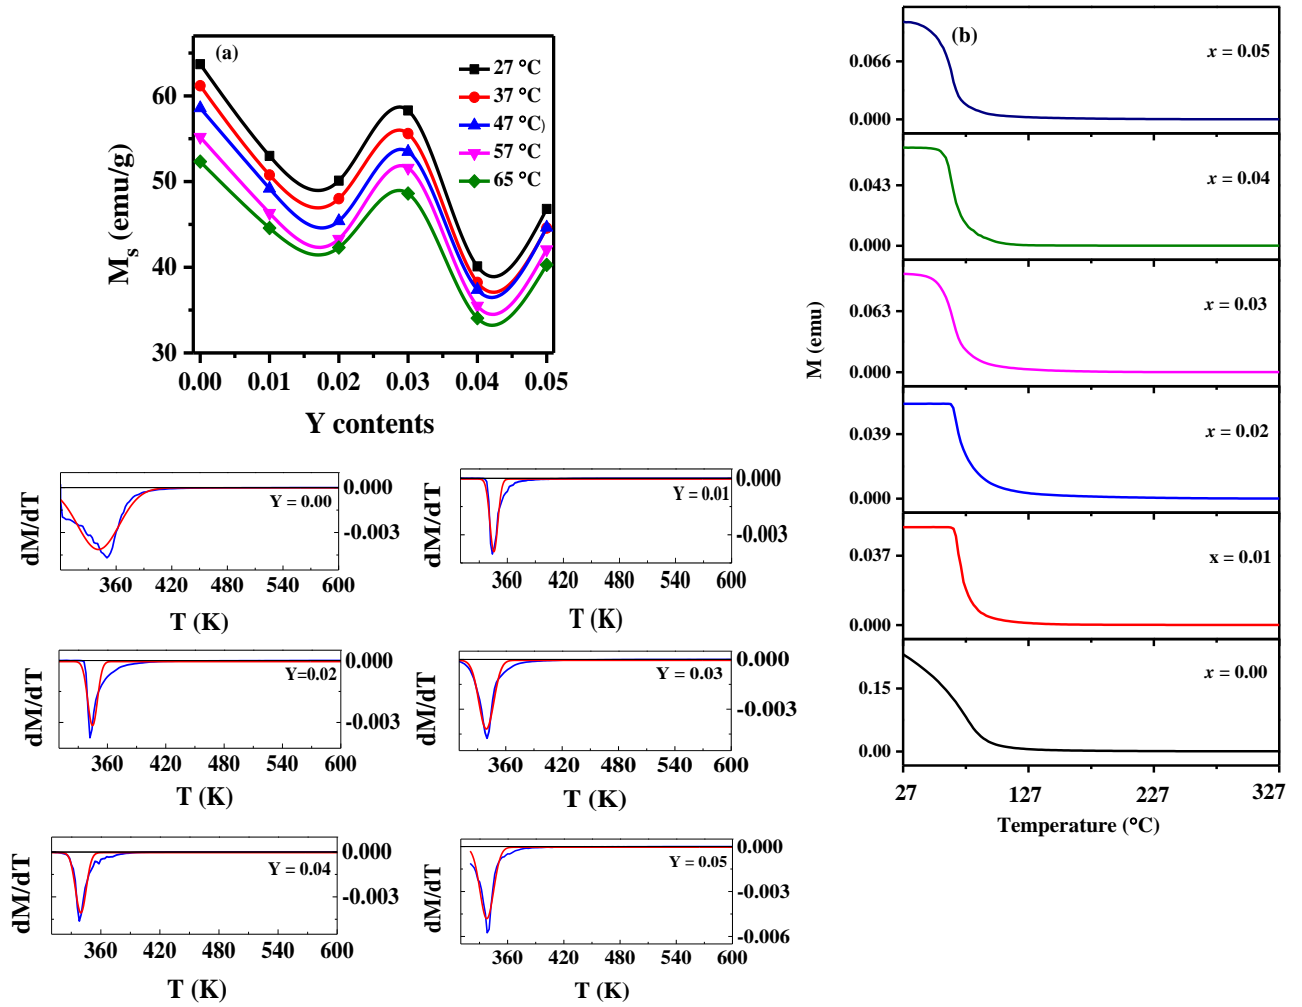 (a)
27 °C
37 °C
47 °C)
57 °C
65 °C
60
50
40
30
M_s (emu/g)
0.00 0.01 0.02 0.03 0.04 0.05
Y contents
(b)
x = 0.05
0.066
0.000
x = 0.04
0.043
0.000
x = 0.03
0.063
0.000
x = 0.02
0.039
0.000
x = 0.01
0.037
0.000
x = 0.00
0.15
0.00
M (emu)
27 127 227 327
Temperature (°C)
dM/dT
0.000
Y = 0.00
-0.003
360 420 480 540 600
T (K)
dM/dT
0.000
Y = 0.01
-0.003
360 420 480 540 600
T (K)
dM/dT
0.000
Y=0.02
-0.003
360 420 480 540 600
T (K)
dM/dT
0.000
Y = 0.03
-0.003
360 420 480 540 600
T (K)
dM/dT
0.000
Y = 0.04
-0.003
360 420 480 540 600
T (K)
dM/dT
0.000
Y = 0.05
-0.003
-0.006
360 420 480 540 600
T (K)